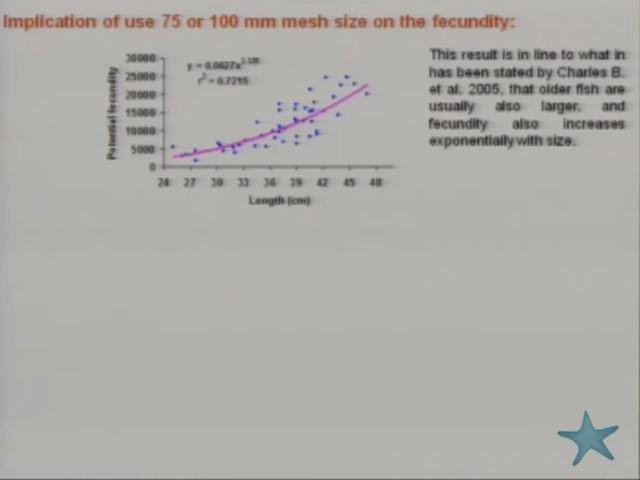 Implication of use 75 or 100 mm mesh size on the fecundity:
This result is in line to what in
has been stated by Charles B.
et al. 2005, that older fish are
usually also larger, and
fecundity also increases
exponentially with size.
Potential fecundity
30000
25000
20000
15000
10000
5000
0
r² = 0.7215
24 27 30 33 36 39 42 45 48
Length (cm)